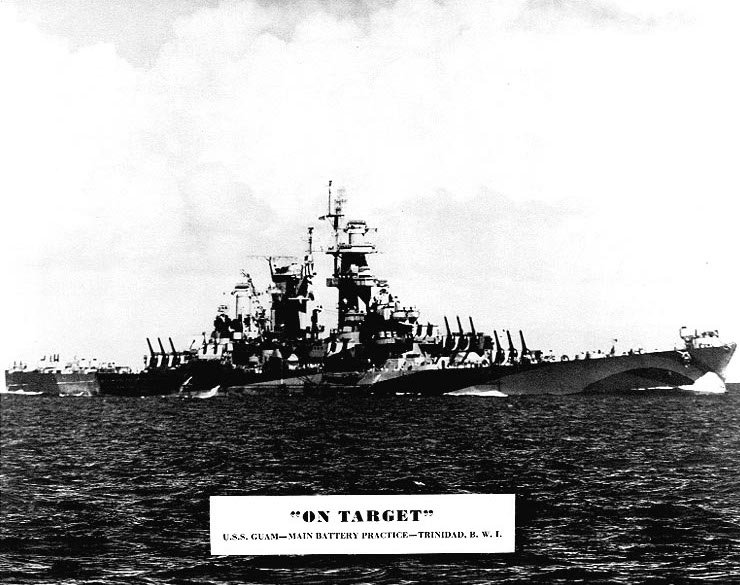 "ON TARGET"
U.S.S. GUAM—MAIN BATTERY PRACTICE—TRINIDAD, B. W. I.